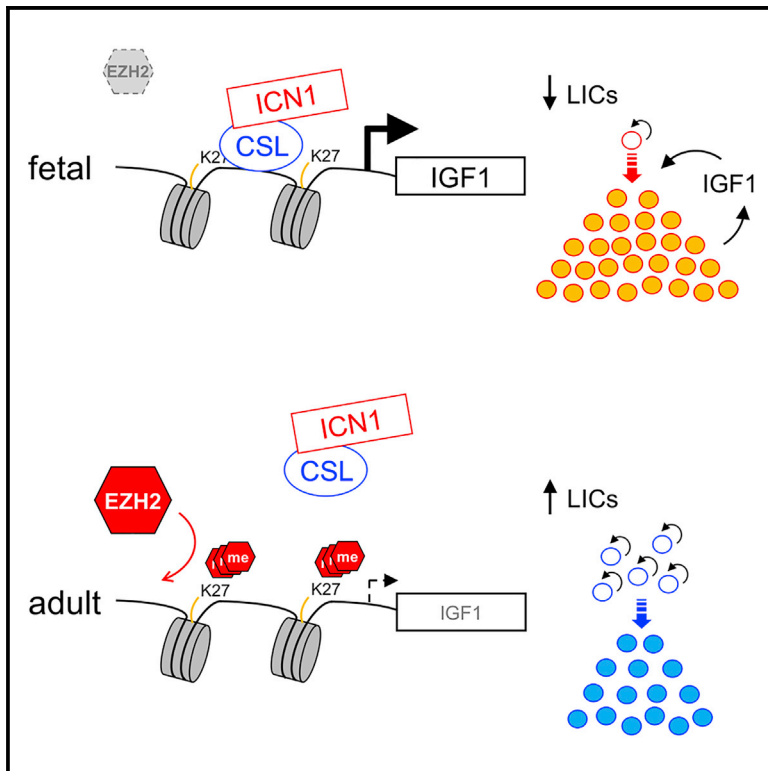 EZH2
ICN1
CSL
K27
K27
fetal
IGF1
LICs
IGF1
ICN1
CSL
EZH2
me
me
K27
K27
adult
IGF1
LICs